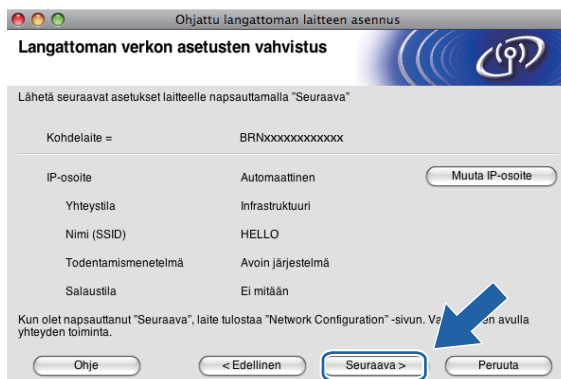 Ohjattu langattoman laitteen asennus
Langattoman verkon asetusten vahvistus
Lähetä seuraavat asetukset laitteelle napsauttamalla "Seuraava"
Kohdelaite = BRNxxxxxxxxxxxx
IP-osoite Automaattinen Muuta IP-osoite
Yhteystila Infrastruktuuri
Nimi (SSID) HELLO
Todentamismenetelmä Avoin järjestelmä
Salaustila Ei mitään
Kun olet napsauttanut "Seuraava", laite tulostaa "Network Configuration" -sivun. avulla
yhteyden toiminta.
Ohje < Edellinen Seuraava > Peruuta